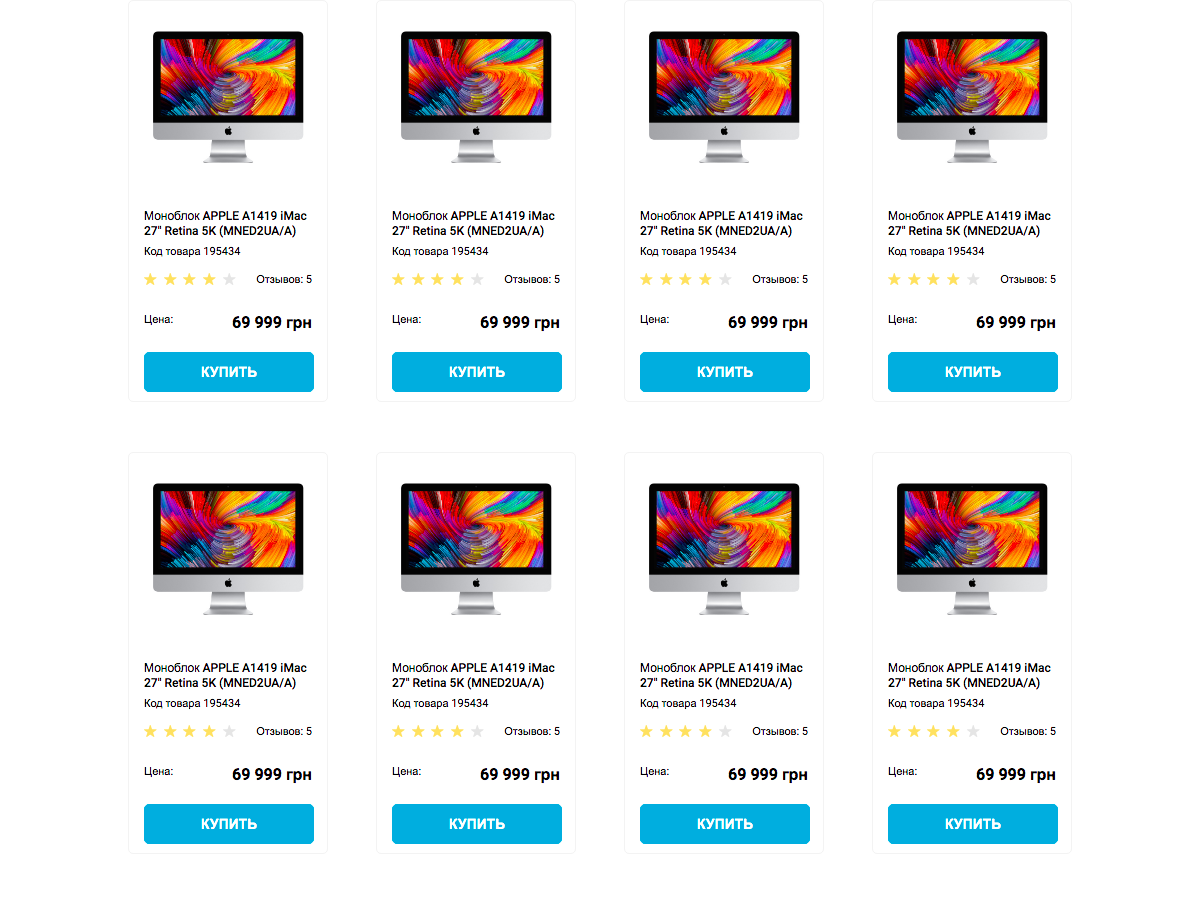 Моноблок APPLE A1419 iMac
27" Retina 5K (MNED2UA/A)
Код товара 195434
Отзывов: 5
Цена:
69 999 грн
КУПИТЬ
Моноблок APPLE A1419 iMac
27" Retina 5K (MNED2UA/A)
Код товара 195434
Отзывов: 5
Цена:
69 999 грн
КУПИТЬ
Моноблок APPLE A1419 iMac
27" Retina 5K (MNED2UA/A)
Код товара 195434
Отзывов: 5
Цена:
69 999 грн
КУПИТЬ
Моноблок APPLE A1419 iMac
27" Retina 5K (MNED2UA/A)
Код товара 195434
Отзывов: 5
Цена:
69 999 грн
КУПИТЬ
Моноблок APPLE A1419 iMac
27" Retina 5K (MNED2UA/A)
Код товара 195434
Отзывов: 5
Цена:
69 999 грн
КУПИТЬ
Моноблок APPLE A1419 iMac
27" Retina 5K (MNED2UA/A)
Код товара 195434
Отзывов: 5
Цена:
69 999 грн
КУПИТЬ
Моноблок APPLE A1419 iMac
27" Retina 5K (MNED2UA/A)
Код товара 195434
Отзывов: 5
Цена:
69 999 грн
КУПИТЬ
Моноблок APPLE A1419 iMac
27" Retina 5K (MNED2UA/A)
Код товара 195434
Отзывов: 5
Цена:
69 999 грн
КУПИТЬ